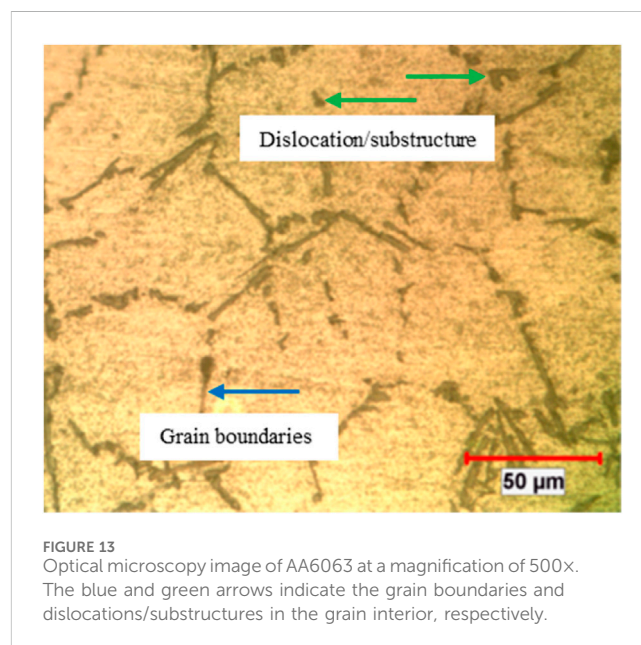 Dislocation/substructure
Grain boundaries
50 µm
FIGURE 13
Optical microscopy image of AA6063 at a magnification of 500×.
The blue and green arrows indicate the grain boundaries and
dislocations/substructures in the grain interior, respectively.